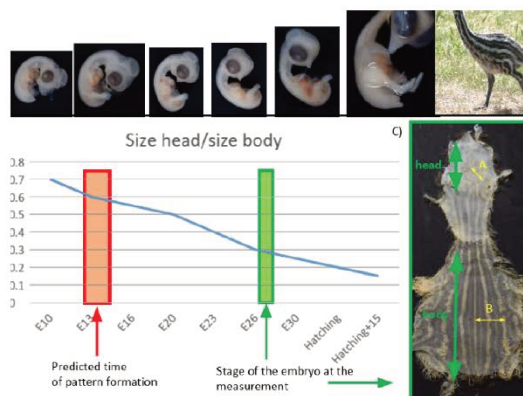 Size head/size body
C)
0.8
0.7
0.6
0.5
0.4
0.3
0.2
0.1
0
E10
E13
E16
E20
E23
E26
E30
Hatching
Hatching+15
Predicted time
of pattern formation
Stage of the embryo at the
measurement
head
A
B